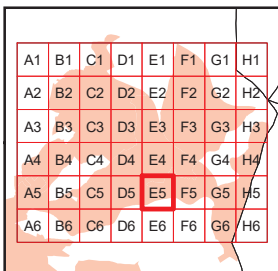 A1 B1 C1 D1 E1 F1 G1 H1
A2 B2 C2 D2 E2 F2 G2 H2
A3 B3 C3 D3 E3 F3 G3 H3
A4 B4 C4 D4 E4 F4 G4 H4
A5 B5 C5 D5 E5 F5 G5 H5
A6 B6 C6 D6 E6 F6 G6 H6